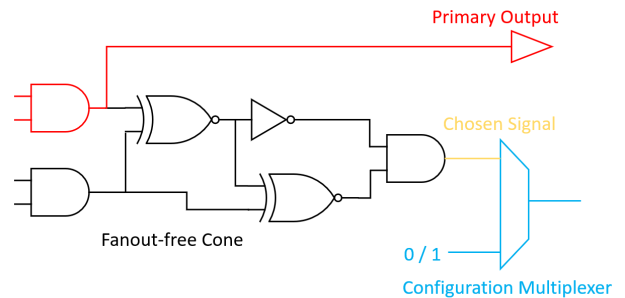 Primary Output
Chosen Signal
Fanout-free Cone
0 / 1
Configuration Multiplexer